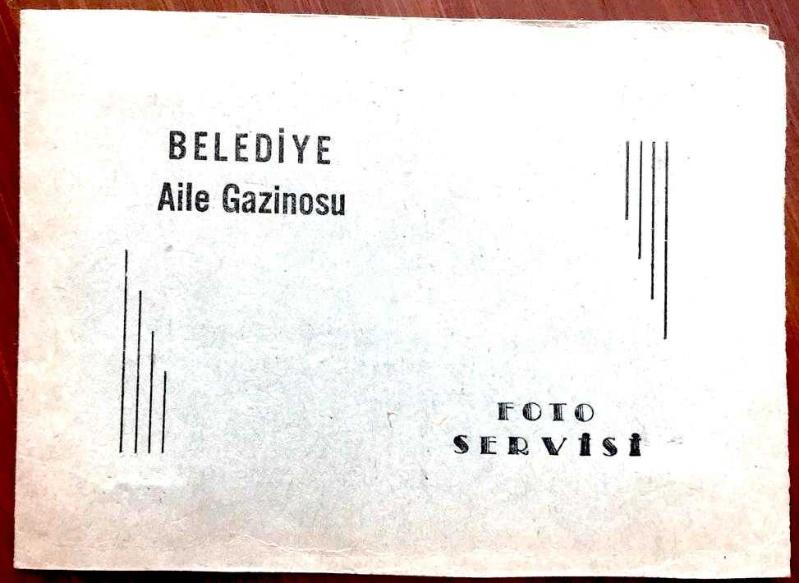 BELEDİYE
Aile Gazinosu
FOTO
SERVİSİ